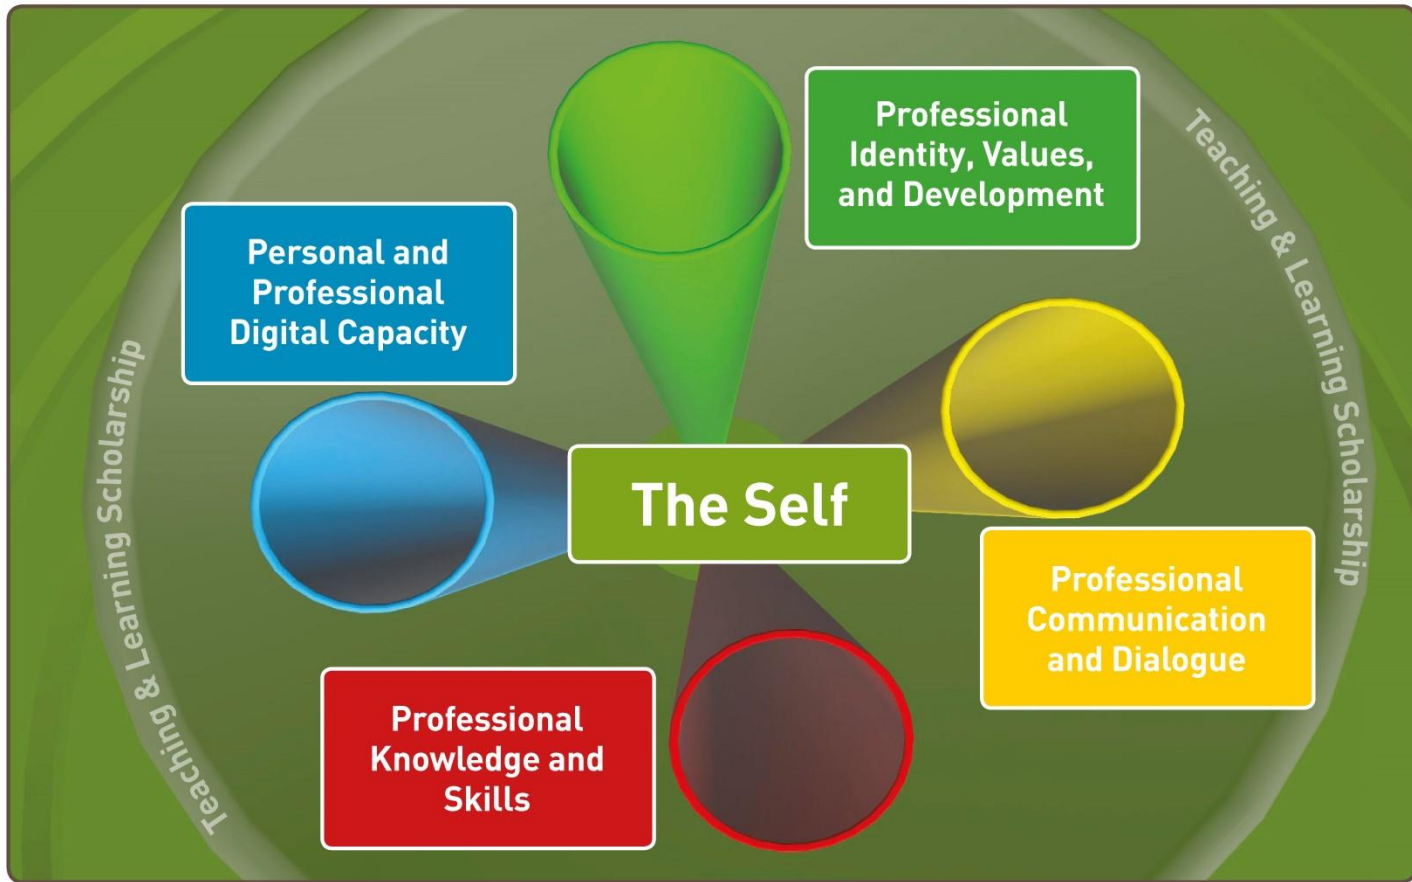 Professional
Identity, Values,
and Development
Personal and
Professional
Digital Capacity
The Self
Professional
Communication
and Dialogue
Professional
Knowledge and
Skills
Teaching & Learning Scholarship
Teaching & Learning Scholarship